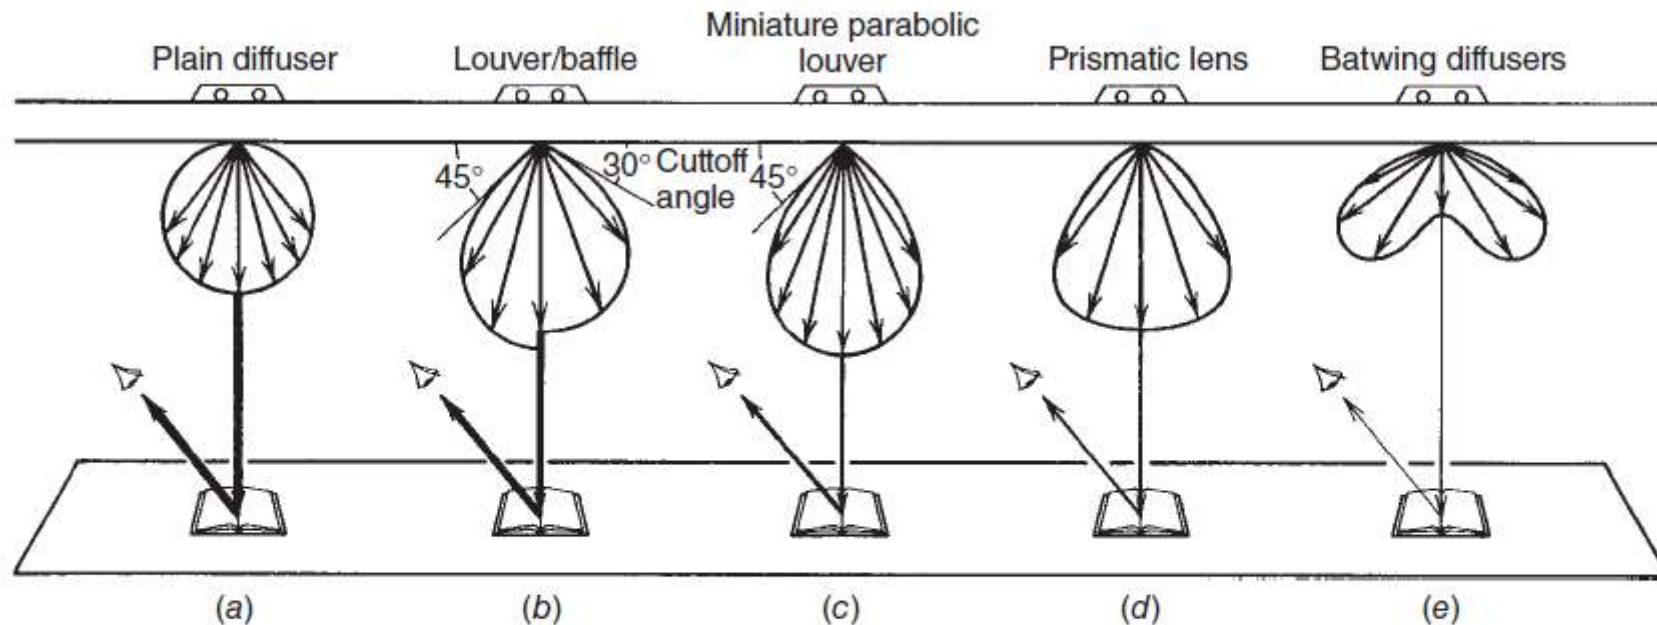 Plain diffuser
Louver/baffle
Miniature parabolic
louver
Prismatic lens
Batwing diffusers
45°
30° Cuttoff
angle
45°
(a)
(b)
(c)
(d)
(e)